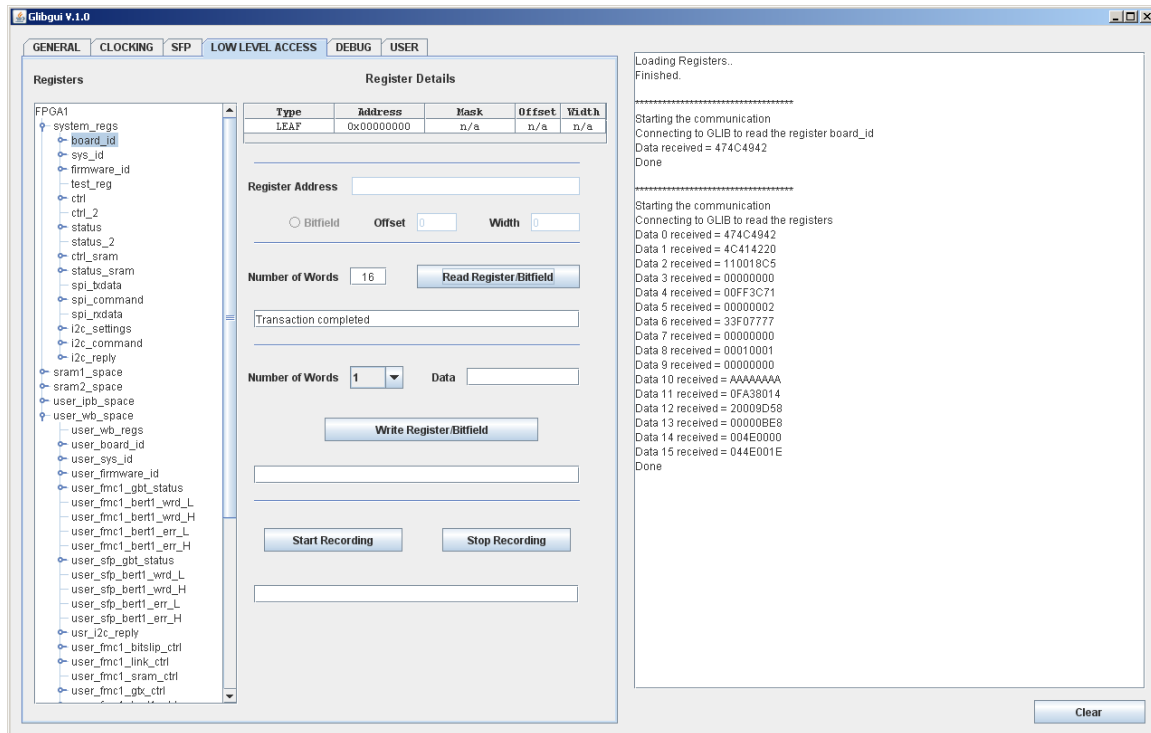 Glibgui V.1.0
GENERAL CLOCKING SFP LOW LEVEL ACCESS DEBUG USER
Registers
FPGA1
system_regs
board_id
sys_id
firmware_id
test_reg
ctrl
ctrl_2
status
status_2
ctrl_sram
status_sram
spi_txdata
spi_command
spi_rxdata
i2c_settings
i2c_command
i2c_reply
sram1_space
sram2_space
user_ipb_space
user_wb_space
user_wb_regs
user_board_id
user_sys_id
user_firmware_id
user_fmc1_gbt_status
user_fmc1_bert1_wrd_L
user_fmc1_bert1_wrd_H
user_fmc1_bert1_err_L
user_fmc1_bert1_err_H
user_sfp_gbt_status
user_sfp_bert1_wrd_L
user_sfp_bert1_wrd_H
user_sfp_bert1_err_L
user_sfp_bert1_err_H
usr_i2c_reply
user_fmc1_bitslip_ctrl
user_fmc1_link_ctrl
user_fmc1_sram_ctrl
user_fmc1_gtx_ctrl
Register Details
Type Address Mask Offset Width
LEAF 0x00000000 n/a n/a n/a
Register Address
Bitfield Offset 0 Width 0
Number of Words 16 Read Register/Bitfield
Transaction completed
Number of Words 1 Data
Write Register/Bitfield
Start Recording Stop Recording
Loading Registers..
Finished.
***********************************
Starting the communication
Connecting to GLIB to read the register board_id
Data received = 474C4942
Done
***********************************
Starting the communication
Connecting to GLIB to read the registers
Data 0 received = 474C4942
Data 1 received = 4C414220
Data 2 received = 110018C5
Data 3 received = 00000000
Data 4 received = 00FF3C71
Data 5 received = 00000002
Data 6 received = 33F07777
Data 7 received = 00000000
Data 8 received = 00010001
Data 9 received = 00000000
Data 10 received = AAAAAAAA
Data 11 received = 0FA38014
Data 12 received = 20009D58
Data 13 received = 00000BE8
Data 14 received = 004E0000
Data 15 received = 044E001E
Done
Clear